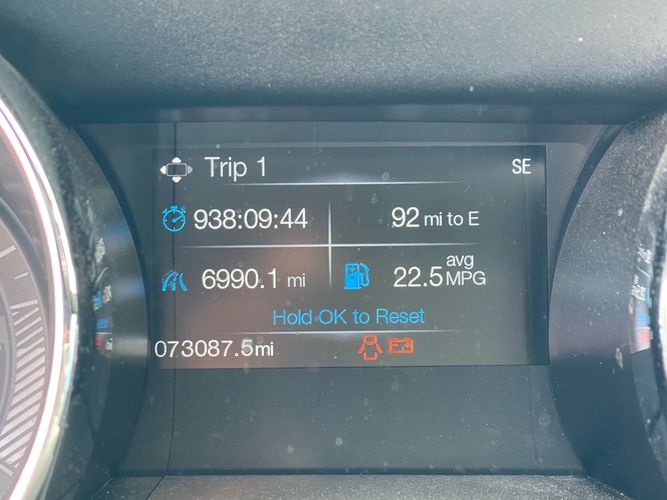 Trip 1 SE
938:09:44 92 mi to E
6990.1 mi 22.5 avg MPG
Hold OK to Reset
073087.5mi